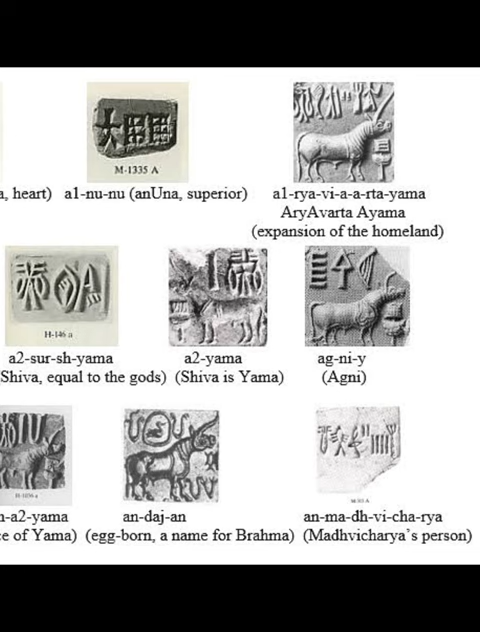 M-1335 A
a, heart) a1-nu-nu (anUna, superior) a1-rya-vi-a-a-rta-yama
AryAvarta Ayama
(expansion of the homeland)
H-146 a
a2-sur-sh-yama a2-yama ag-ni-y
Shiva, equal to the gods) (Shiva is Yama) (Agni)
n-a2-yama an-daj-an an-ma-dh-vi-cha-rya
ce of Yama) (egg-born, a name for Brahma) (Madhvicharya's person)